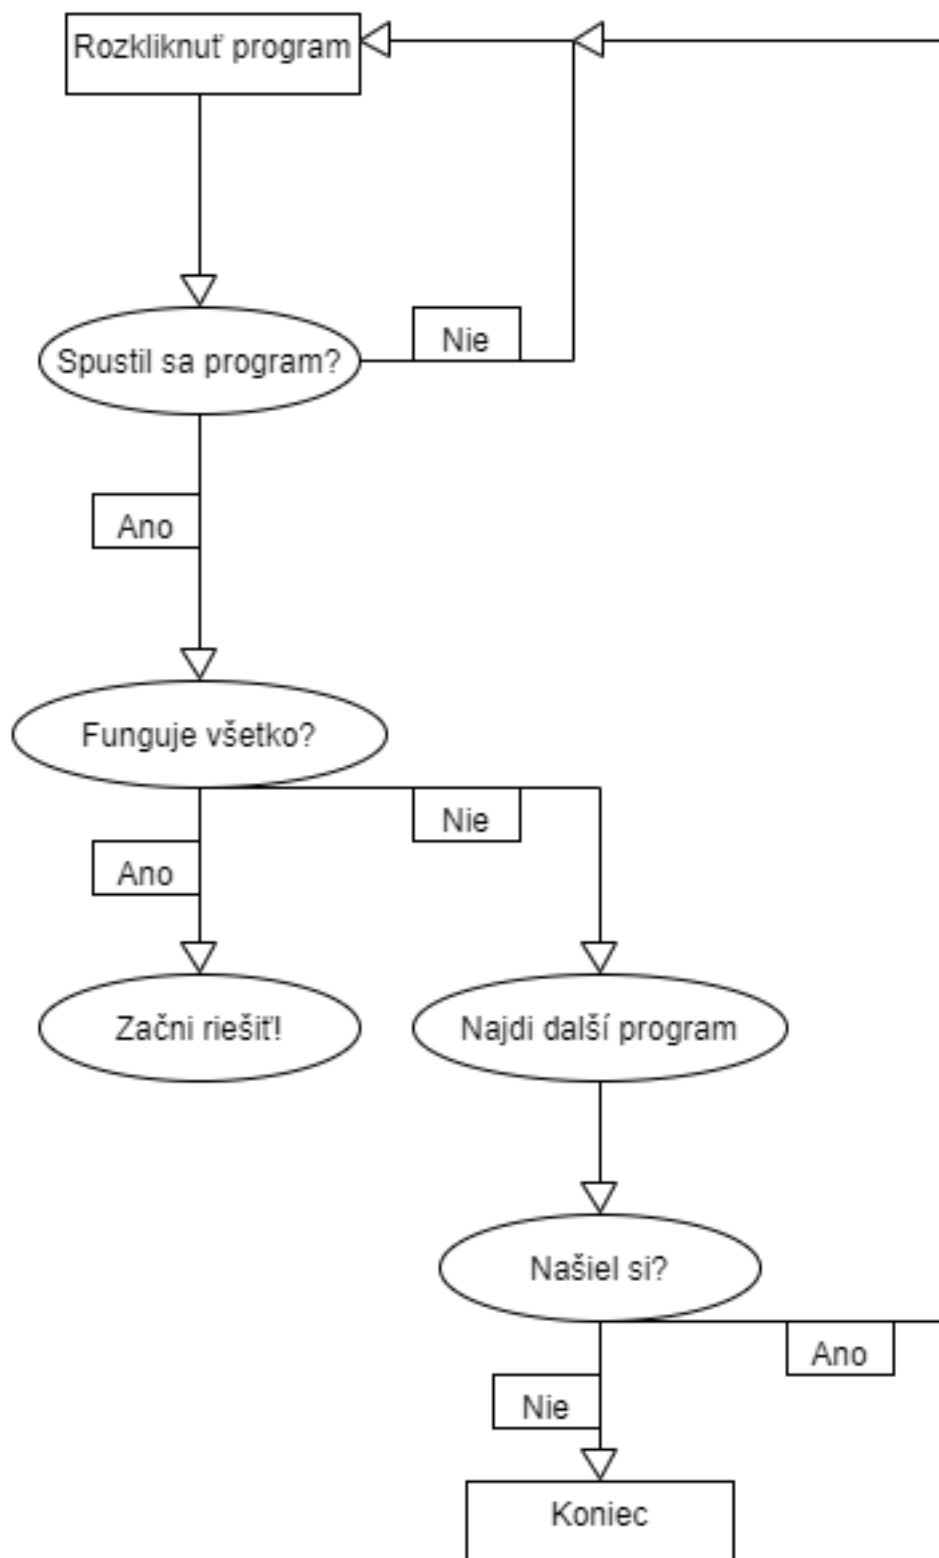 Rozkliknuť program
Spustil sa program?
Nie
Ano
Funguje všetko?
Nie
Ano
Začni riešiť!
Najdi další program
Našiel si?
Ano
Nie
Koniec